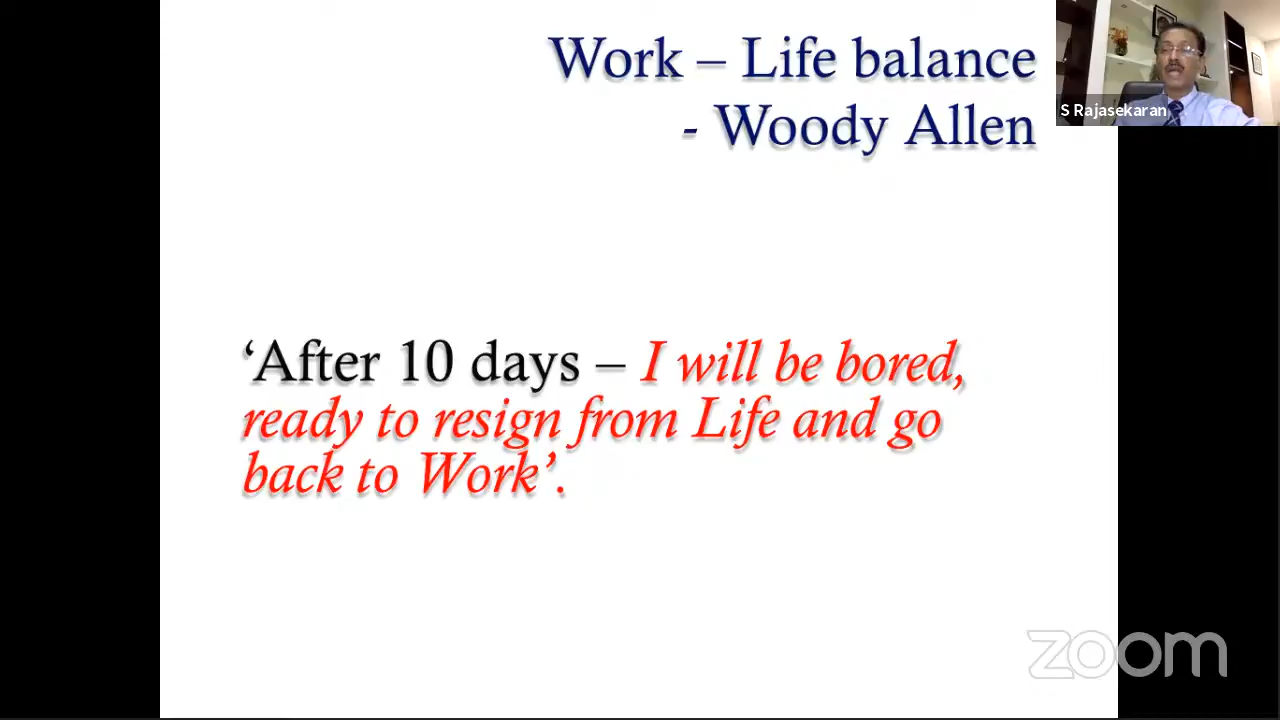 Work – Life balance
- Woody Allen
S Rajasekaran
‘After 10 days – I will be bored,
ready to resign from Life and go
back to Work’.
zoom